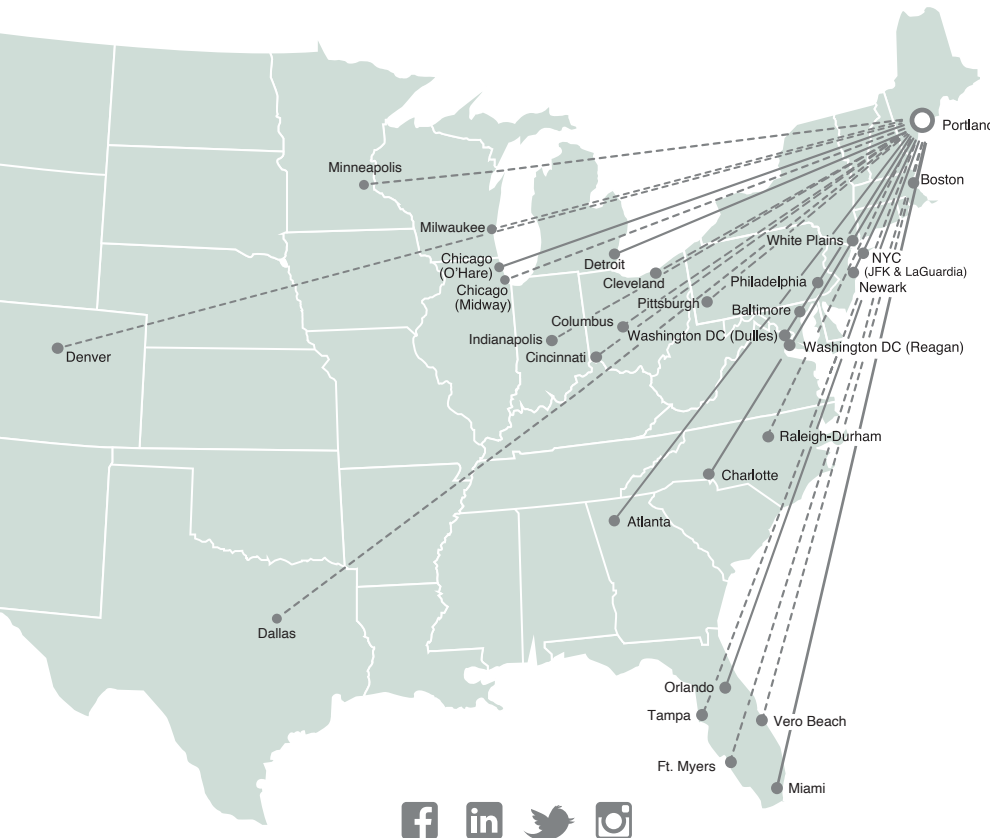 Portland
Minneapolis
Boston
Milwaukee
White Plains
Chicago
(O'Hare)
Detroit
NYC
(JFK & LaGuardia)
Cleveland
Philadelphia
Newark
Chicago
(Midway)
Pittsburgh
Baltimore
Columbus
Washington DC (Dulles)
Indianapolis
Washington DC (Reagan)
Cincinnati
Denver
Raleigh-Durham
Charlotte
Atlanta
Dallas
Orlando
Tampa
Vero Beach
Ft. Myers
Miami